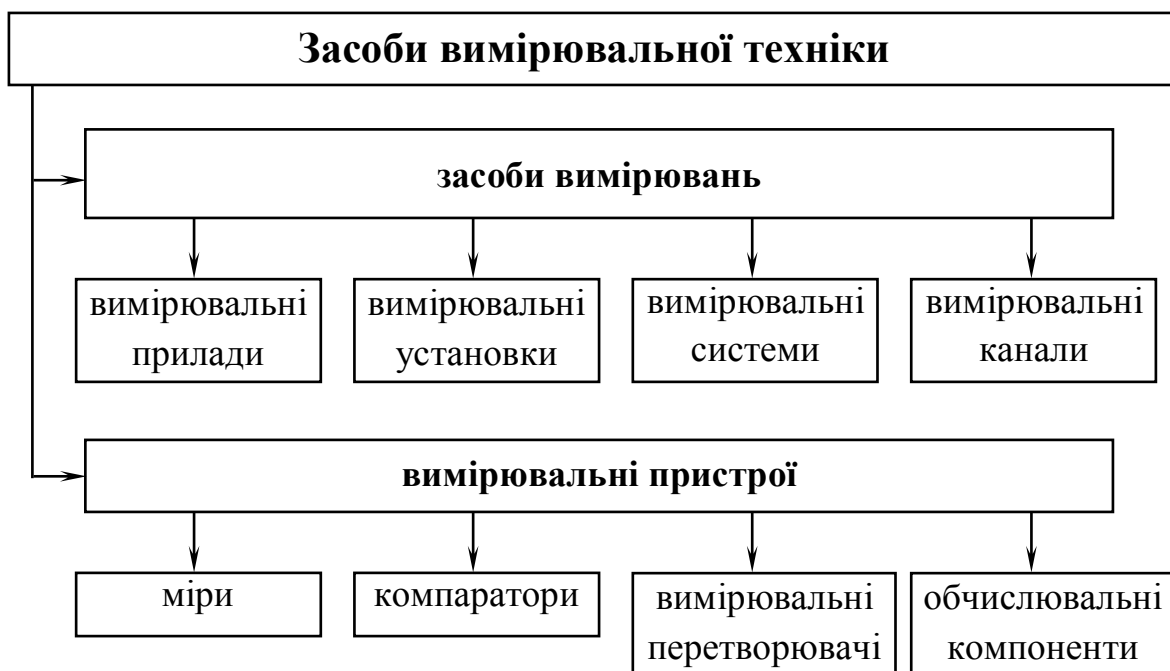 Засоби вимірювальної техніки
засоби вимірювань
вимірювальні
прилади
вимірювальні
установки
вимірювальні
системи
вимірювальні
канали
вимірювальні пристрої
міри
компаратори
вимірювальні
перетворювачі
обчислювальні
компоненти